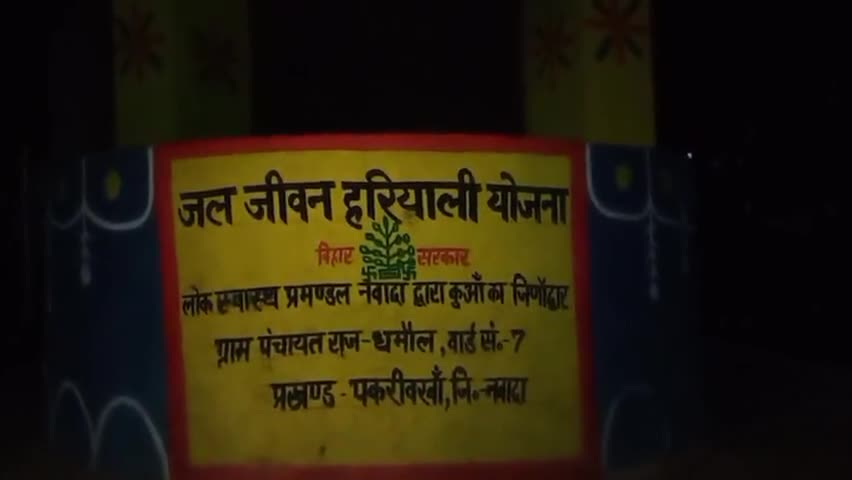 जल जीवन हरियाली योजना
बिहार सरकार
लोक स्वास्थ प्रमण्डल नवादा द्वारा कुआँ का जिर्णोद्वार
ग्राम पंचायत राज-धमौल, वार्ड सं०-7
प्रखण्ड - पकरीबरवाँ, जि०-नवादा